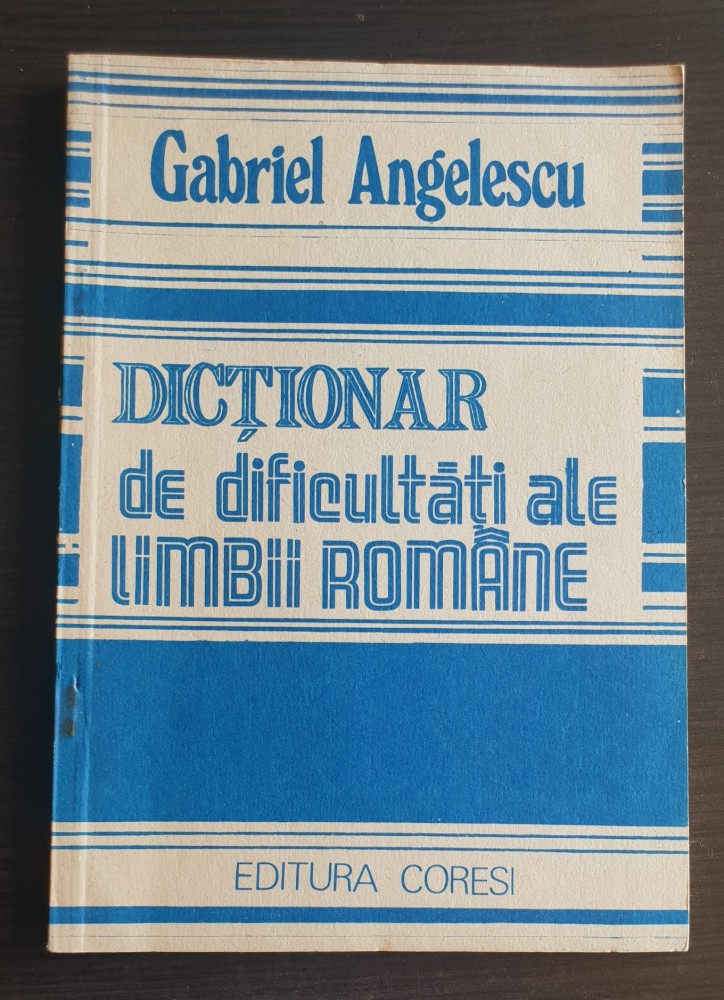 Gabriel Angelescu
DICȚIONAR
de dificultăți ale
LIMBII ROMÂNE
EDITURA CORESI